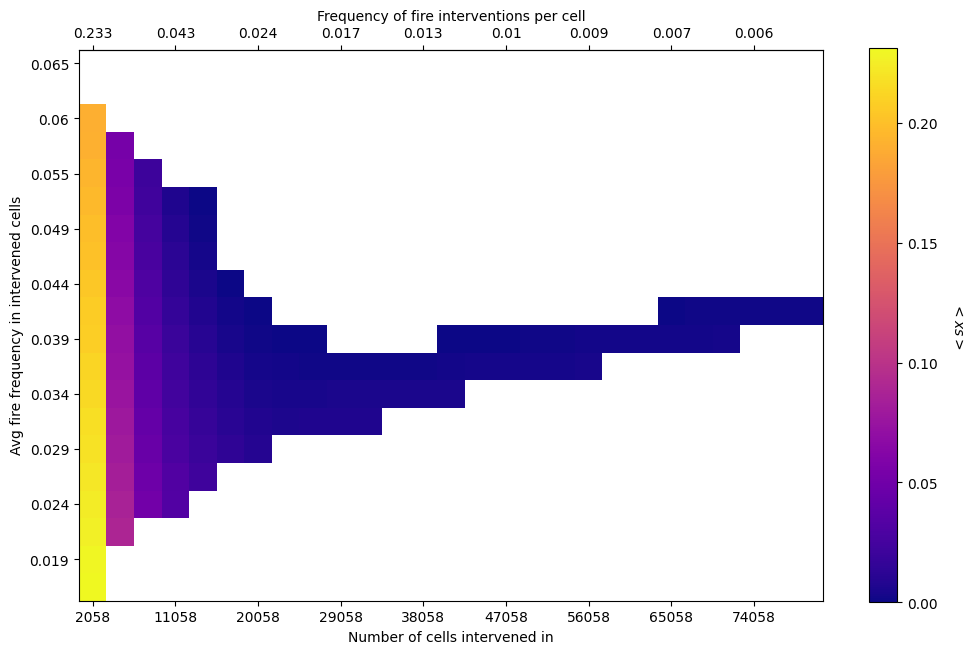 Frequency of fire interventions per cell
0.233 0.043 0.024 0.017 0.013 0.01 0.009 0.007 0.006
0.065
0.06
0.055
0.049
0.044
0.039
0.034
0.029
0.024
0.019
Avg fire frequency in intervened cells
2058 11058 20058 29058 38058 47058 56058 65058 74058
Number of cells intervened in
0.20
0.15
0.10
0.05
0.00
< sx >